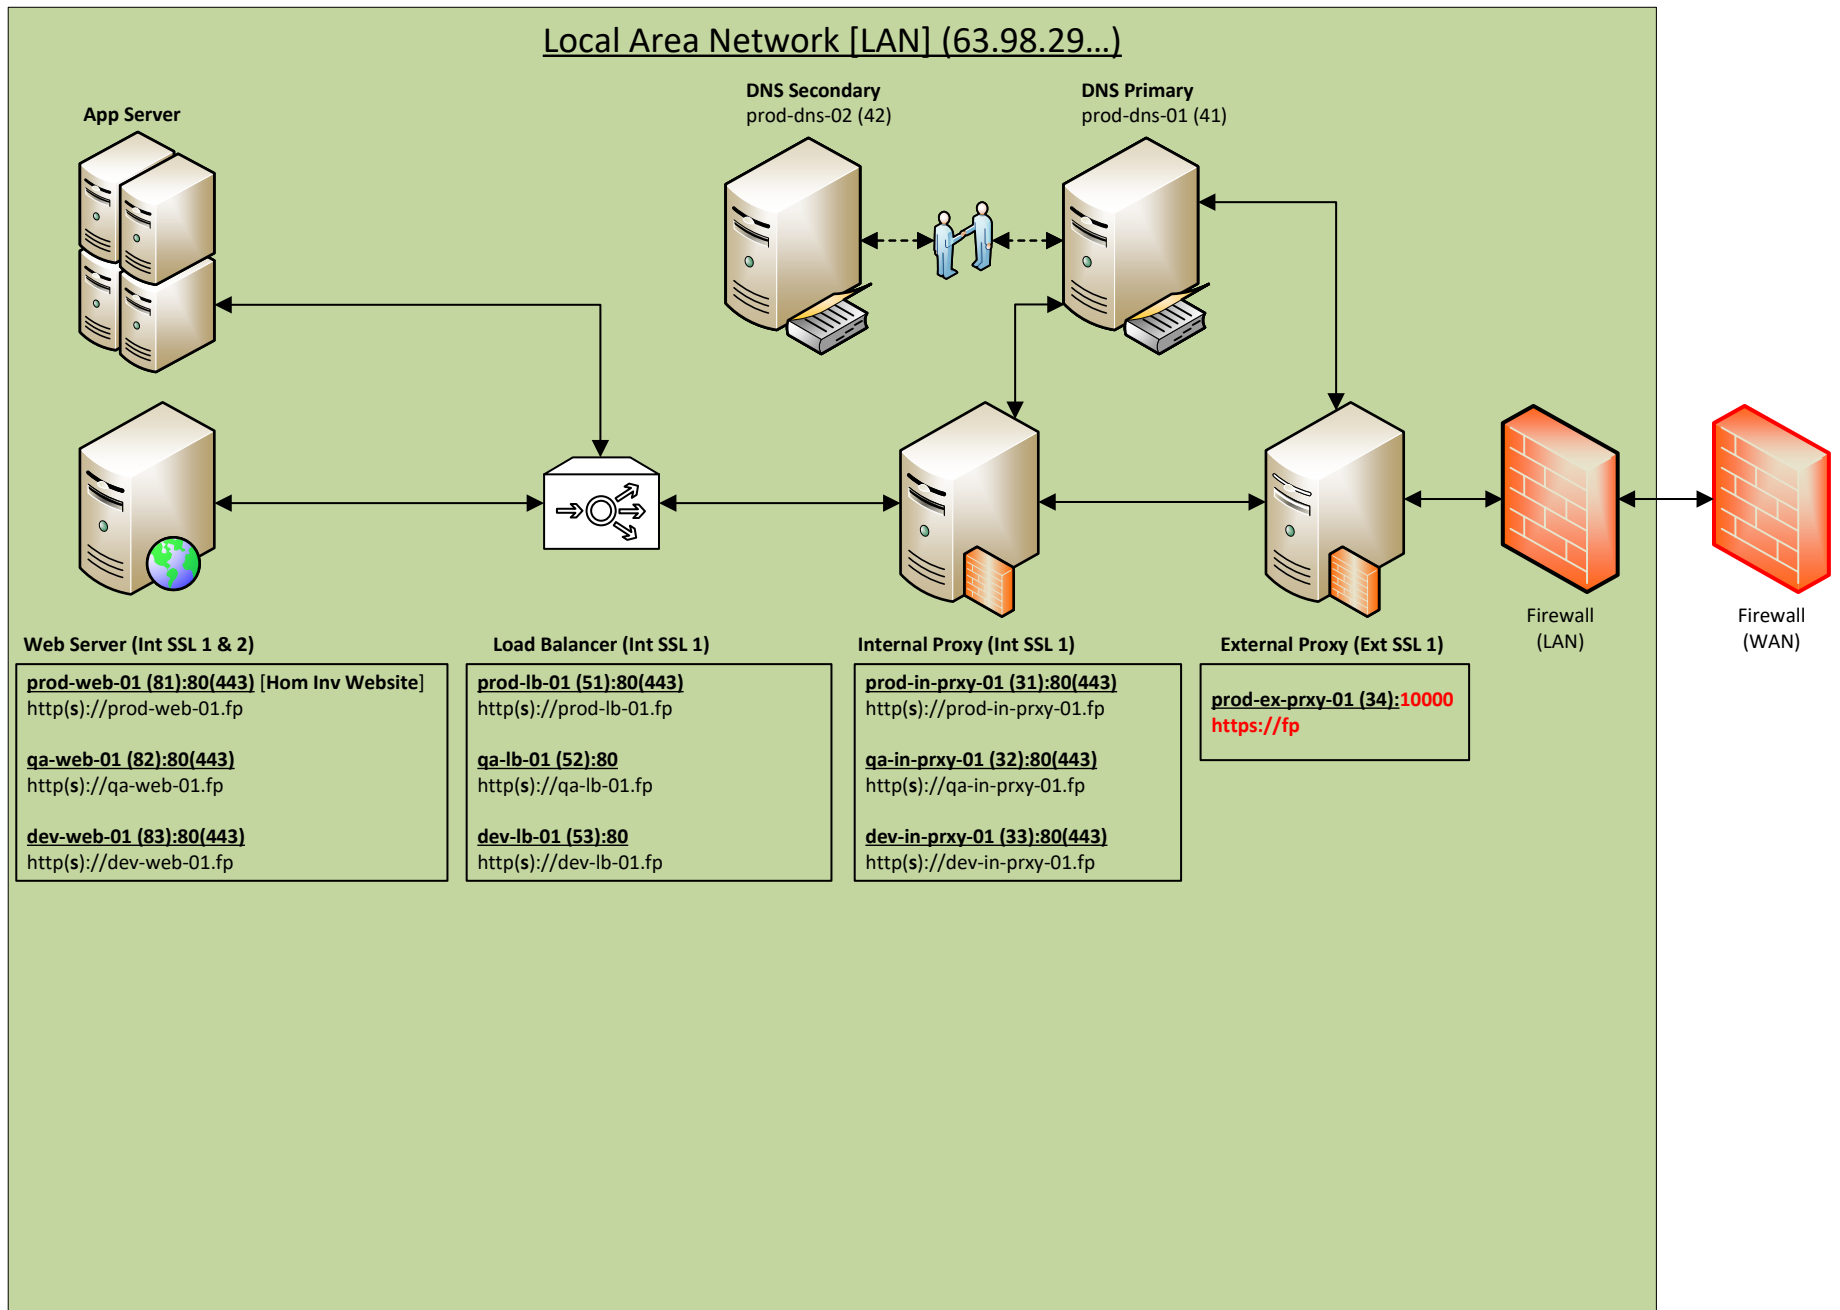 Local Area Network [LAN] (63.98.29...)
App Server
DNS Secondary
prod-dns-02 (42)
DNS Primary
prod-dns-01 (41)
Web Server (Int SSL 1 & 2)
prod-web-01 (81):80(443) [Hom Inv Website]
http(s)://prod-web-01.fp
qa-web-01 (82):80(443)
http(s)://qa-web-01.fp
dev-web-01 (83):80(443)
http(s)://dev-web-01.fp
Load Balancer (Int SSL 1)
prod-lb-01 (51):80(443)
http(s)://prod-lb-01.fp
qa-lb-01 (52):80
http(s)://qa-lb-01.fp
dev-lb-01 (53):80
http(s)://dev-lb-01.fp
Internal Proxy (Int SSL 1)
prod-in-prxy-01 (31):80(443)
http(s)://prod-in-prxy-01.fp
qa-in-prxy-01 (32):80(443)
http(s)://qa-in-prxy-01.fp
dev-in-prxy-01 (33):80(443)
http(s)://dev-in-prxy-01.fp
External Proxy (Ext SSL 1)
prod-ex-prxy-01 (34):10000
https://fp
Firewall
(LAN)
Firewall
(WAN)